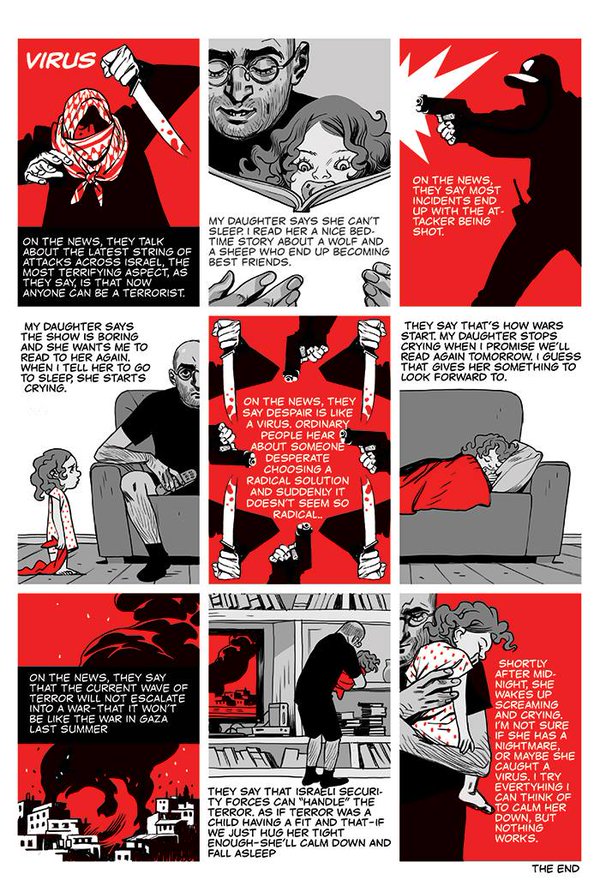 VIRUS
ON THE NEWS, THEY TALK
ABOUT THE LATEST STRING OF
ATTACKS ACROSS ISRAEL, THE
MOST TERRIFYING ASPECT, AS
THEY SAY, IS THAT NOW
ANYONE CAN BE A TERRORIST.
MY DAUGHTER SAYS SHE CAN'T
SLEEP. I READ HER A NICE BED-
TIME STORY ABOUT A WOLF AND
A SHEEP WHO END UP BECOMING
BEST FRIENDS.
ON THE NEWS,
THEY SAY MOST
INCIDENTS END
UP WITH THE AT-
TACKER BEING
SHOT.
MY DAUGHTER SAYS
THE SHOW IS BORING
AND SHE WANTS ME TO
READ TO HER AGAIN.
WHEN I TELL HER TO GO
TO SLEEP, SHE STARTS
CRYING.
ON THE NEWS, THEY
SAY DESPAIR IS LIKE
A VIRUS. ORDINARY
PEOPLE HEAR
ABOUT SOMEONE
DESPERATE
CHOOSING A
RADICAL SOLUTION
AND SUDDENLY IT
DOESN'T SEEM SO
RADICAL..
THEY SAY THAT'S HOW WARS
START. MY DAUGHTER STOPS
CRYING WHEN I PROMISE WE'LL
READ AGAIN TOMORROW. I GUESS
THAT GIVES HER SOMETHING TO
LOOK FORWARD TO.
ON THE NEWS, THEY SAY
THAT THE CURRENT WAVE OF
TERROR WILL NOT ESCALATE
INTO A WAR-THAT IT WON'T
BE LIKE THE WAR IN GAZA
LAST SUMMER
THEY SAY THAT ISRAELI SECURI-
TY FORCES CAN "HANDLE" THE
TERROR. AS IF TERROR WAS A
CHILD HAVING A FIT AND THAT-IF
WE JUST HUG HER TIGHT
ENOUGH-SHE'LL CALM DOWN AND
FALL ASLEEP
SHORTLY
AFTER MID-
NIGHT, SHE
WAKES UP
SCREAMING
AND CRYING.
I'M NOT SURE
IF SHE HAS A
NIGHTMARE,
OR MAYBE SHE
CAUGHT A
VIRUS. I TRY
EVERTYHING I
CAN THINK OF
TO CALM HER
DOWN, BUT
NOTHING
WORKS.
THE END